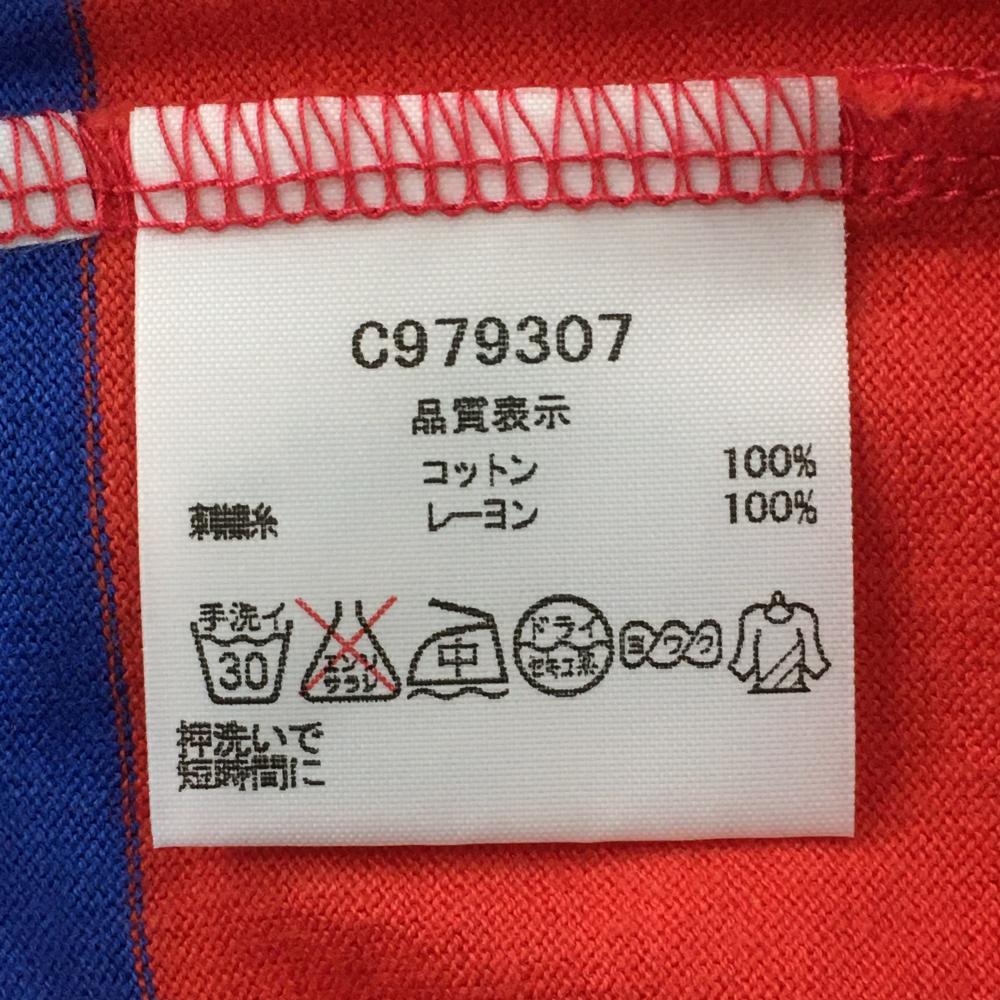 C979307
品質表示
コットン 100%
刺繍糸 レーヨン 100%
手洗イ 30 エンソ サラシ 中 ドライ セキユ系 ヨワク
押洗いで
短時間に